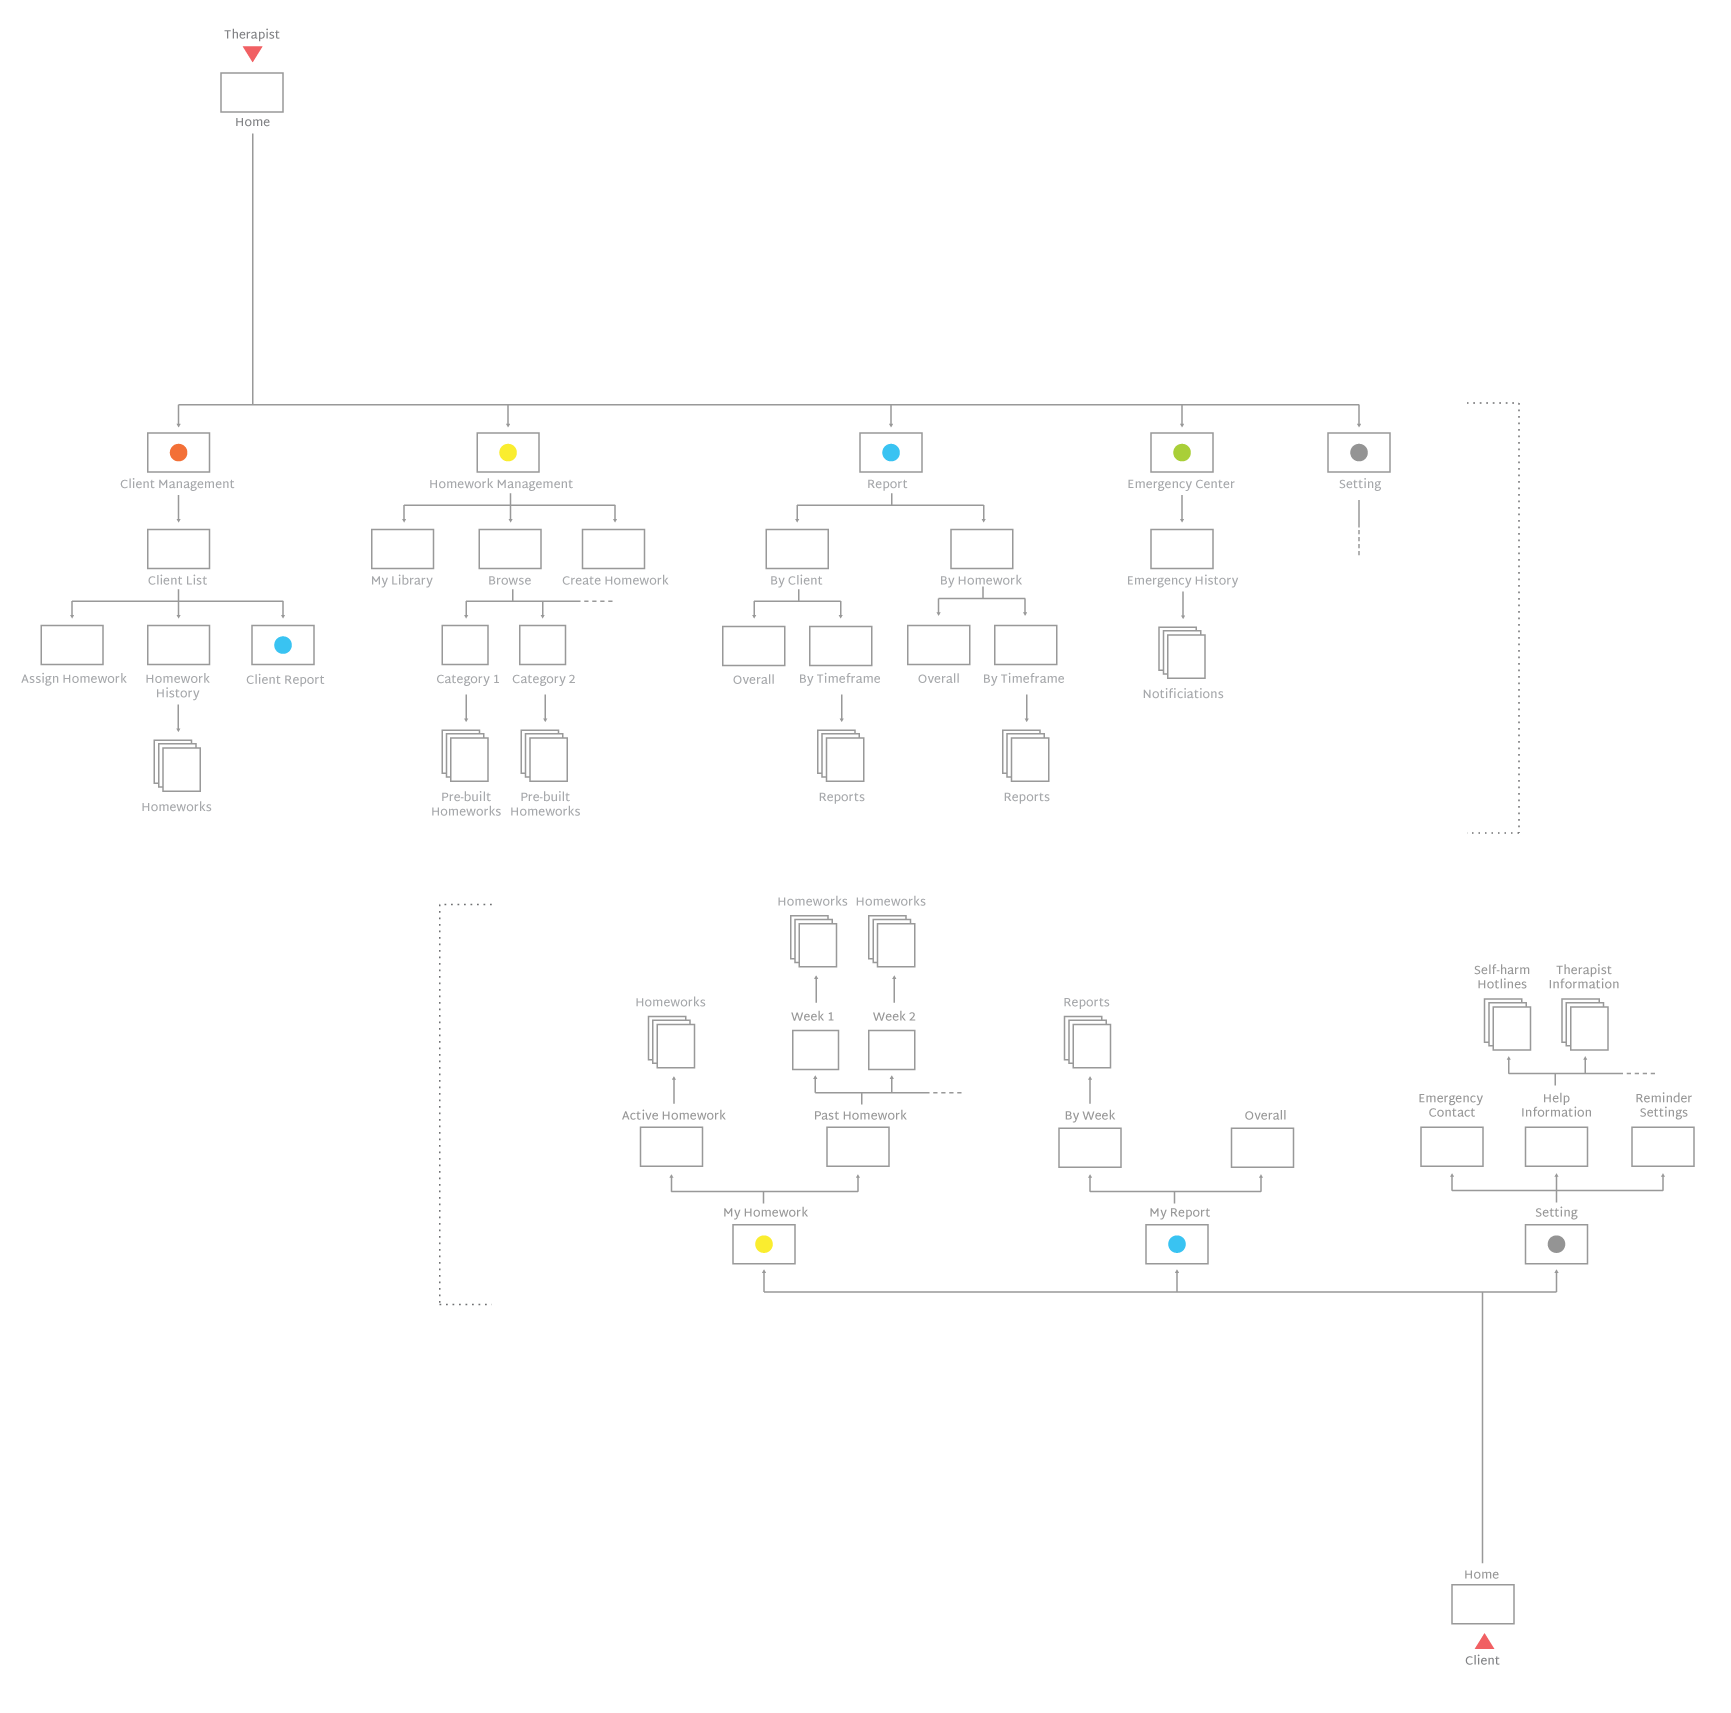 Therapist
Home
Client Management
Homework Management
Report
Emergency Center
Setting
Client List
My Library
Browse
Create Homework
By Client
By Homework
Emergency History
Assign Homework
Homework
History
Client Report
Category 1
Category 2
Overall
By Timeframe
Overall
By Timeframe
Notificiations
Homeworks
Pre-built
Homeworks
Pre-built
Homeworks
Reports
Reports
Homeworks
Homeworks
Self-harm
Hotlines
Therapist
Information
Homeworks
Week 1
Week 2
Reports
Active Homework
Past Homework
By Week
Overall
Emergency
Contact
Help
Information
Reminder
Settings
My Homework
My Report
Setting
Home
Client